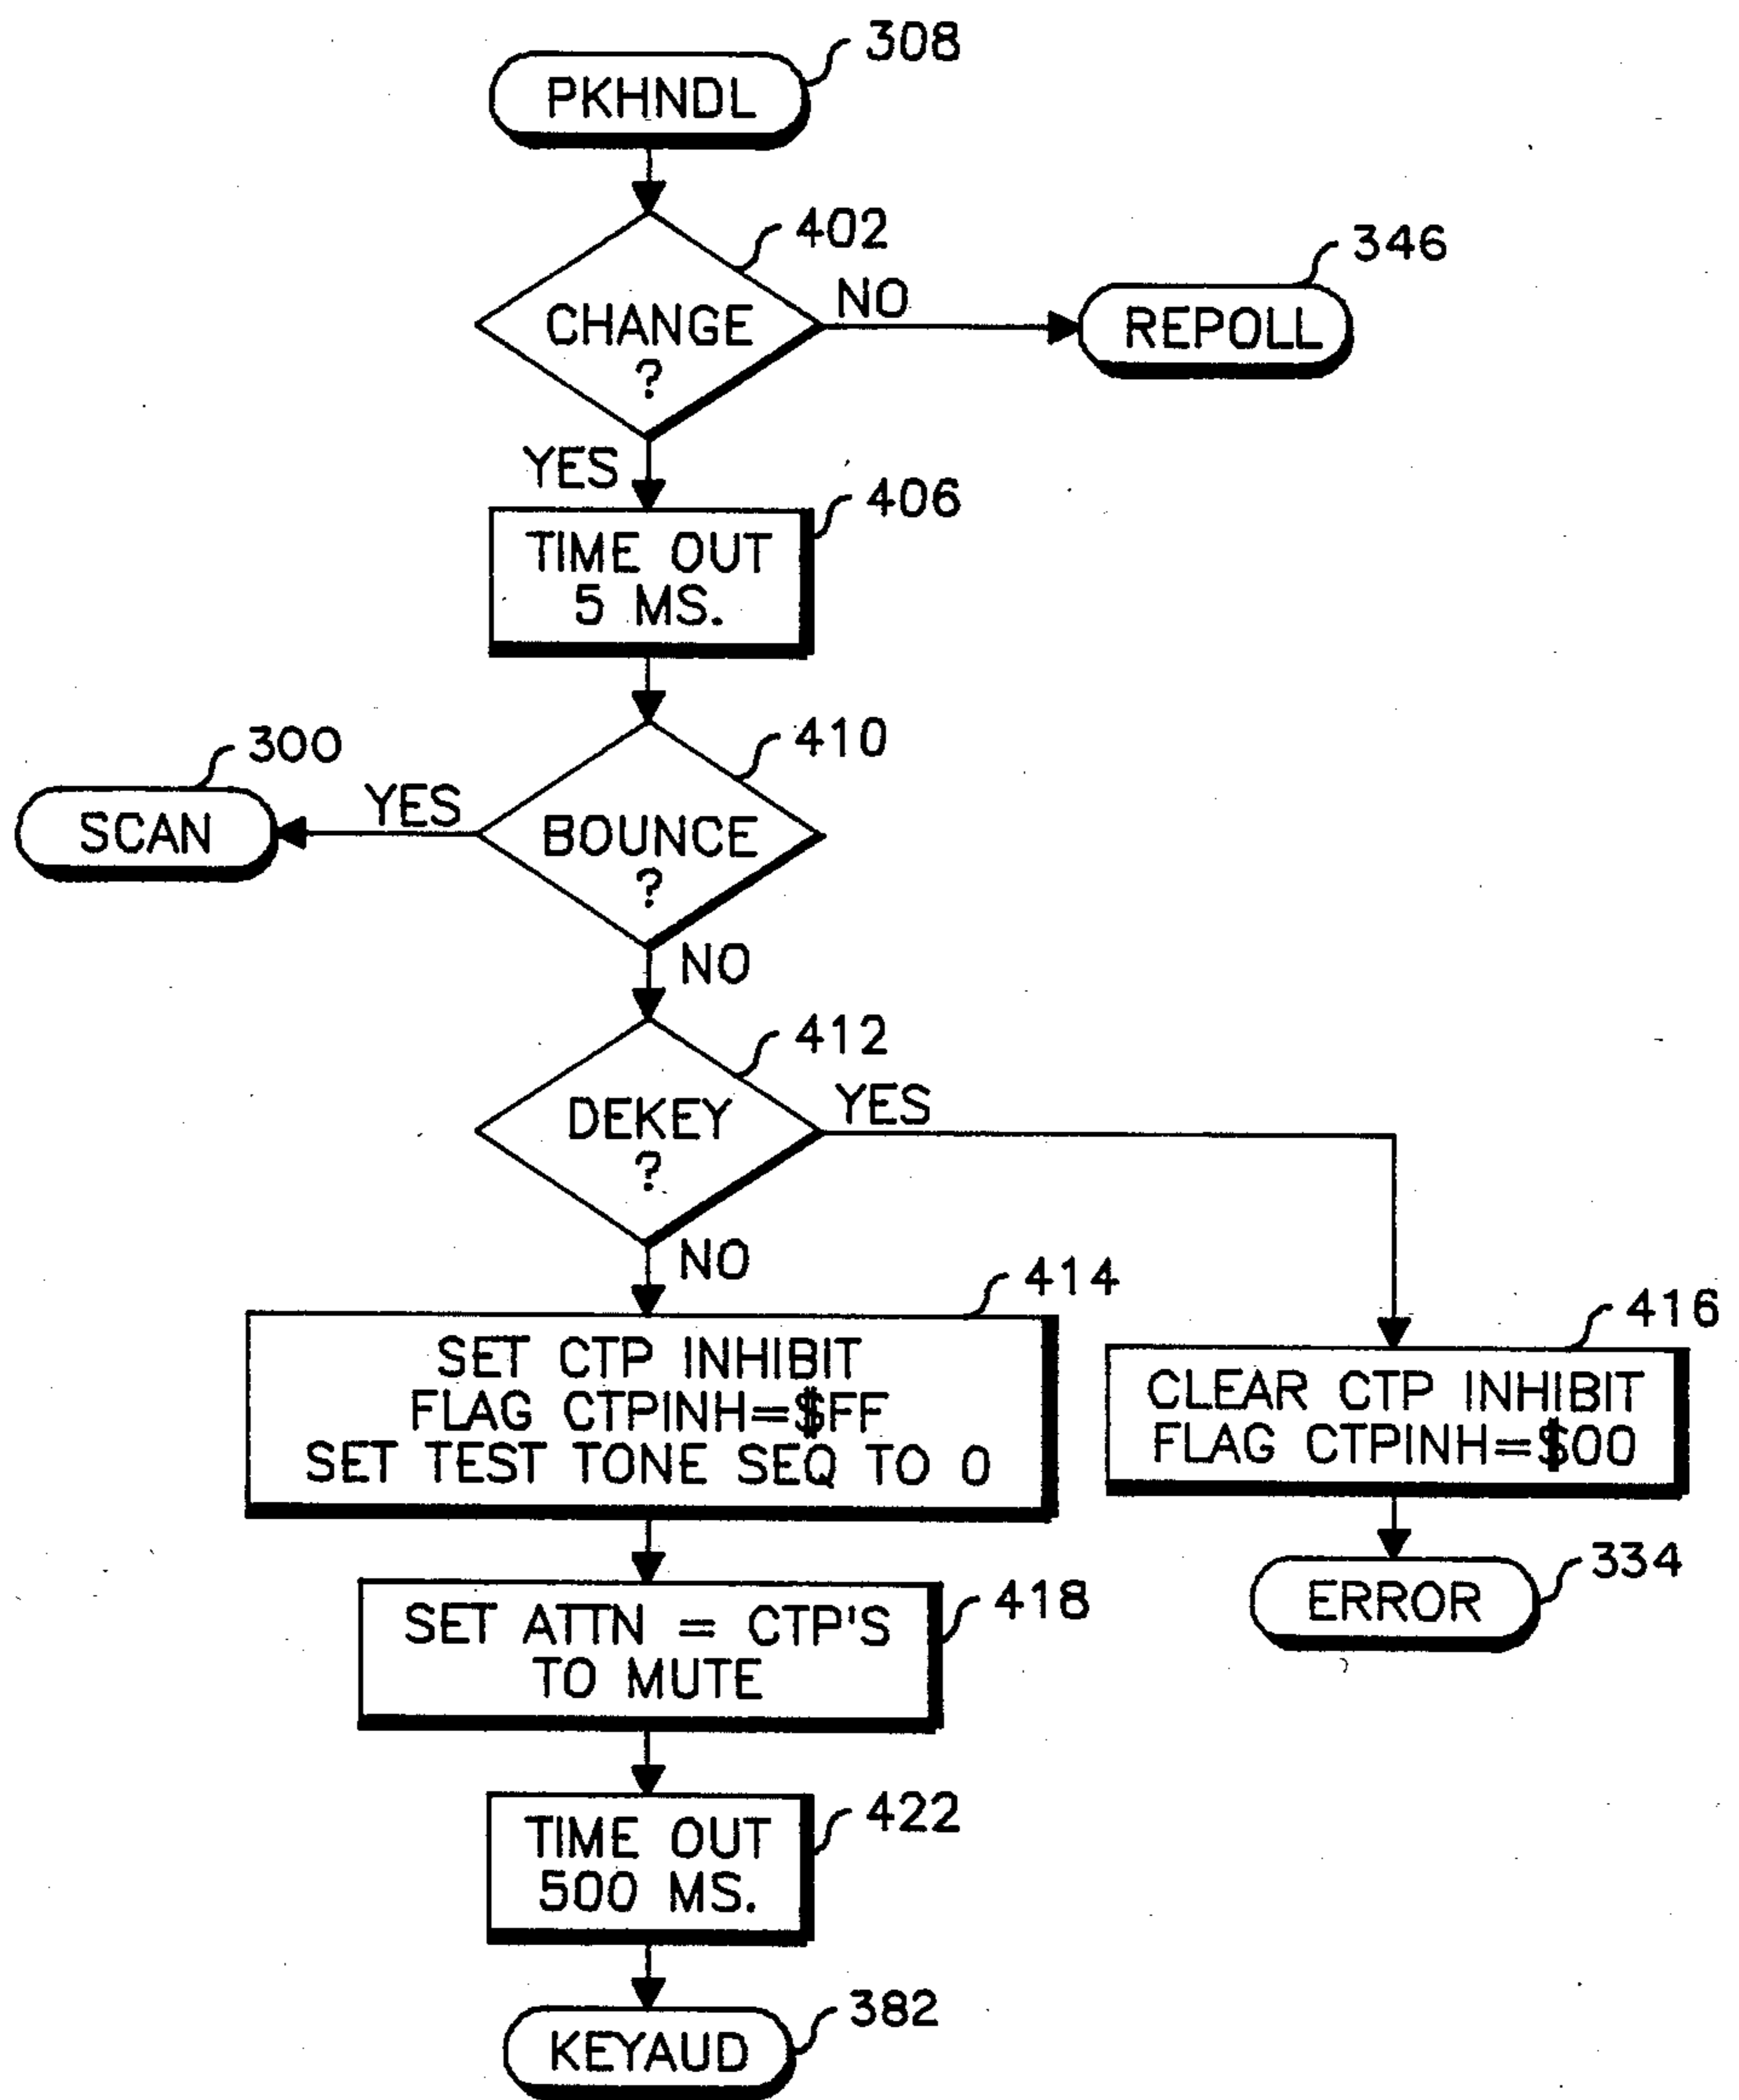 308
PKHNDL
402
346
NO
CHANGE
?
REPOLL
YES
406
TIME OUT
5 MS.
300
410
YES
SCAN
BOUNCE
?
NO
412
YES
DEKEY
?
NO
414
416
SET CTP INHIBIT
FLAG CTPINH=$FF
SET TEST TONE SEQ TO 0
CLEAR CTP INHIBIT
FLAG CTPINH=$00
334
ERROR
418
SET ATTN = CTP'S
TO MUTE
422
TIME OUT
500 MS.
382
KEYAUD